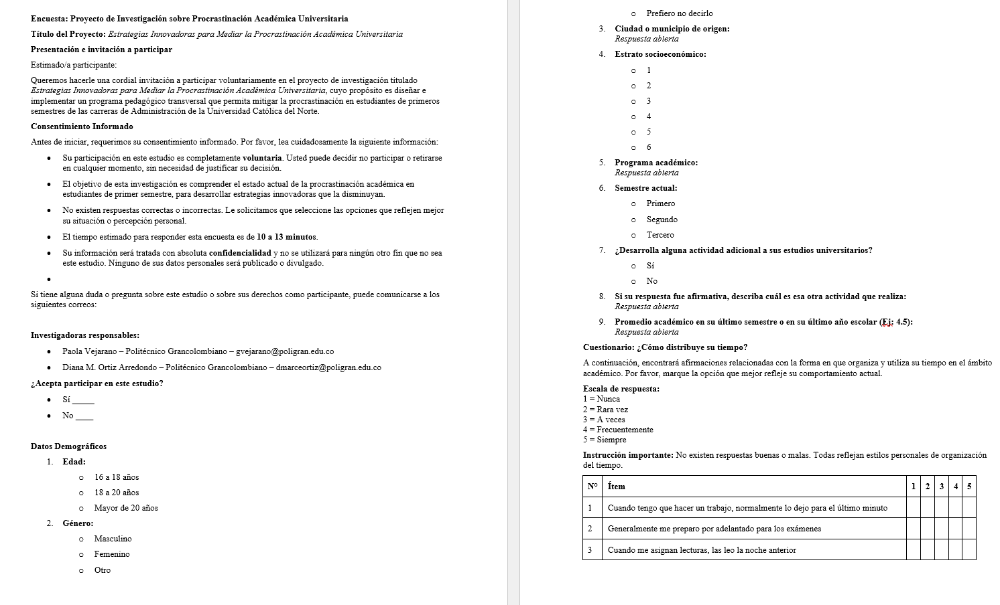 Encuesta: Proyecto de Investigación sobre Procrastinación Académica Universitaria
Título del Proyecto: Estrategias Innovadoras para Mediar la Procrastinación Académica Universitaria
Presentación e invitación a participar
Estimado/a participante:
Queremos hacerle una cordial invitación a participar voluntariamente en el proyecto de investigación titulado
Estrategias Innovadoras para Mediar la Procrastinación Académica Universitaria, cuyo propósito es diseñar e
implementar un programa pedagógico transversal que permita mitigar la procrastinación en estudiantes de primeros
semestres de las carreras de Administración de la Universidad Católica del Norte.
Consentimiento Informado
Antes de iniciar, requerimos su consentimiento informado. Por favor, lea cuidadosamente la siguiente información:
• Su participación en este estudio es completamente voluntaria. Usted puede decidir no participar o retirarse
en cualquier momento, sin necesidad de justificar su decisión.
• El objetivo de esta investigación es comprender el estado actual de la procrastinación académica en
estudiantes de primer semestre, para desarrollar estrategias innovadoras que la disminuyan.
• No existen respuestas correctas o incorrectas. Le solicitamos que seleccione las opciones que reflejen mejor
su situación o percepción personal.
• El tiempo estimado para responder esta encuesta es de 10 a 13 minutos.
• Su información será tratada con absoluta confidencialidad y no se utilizará para ningún otro fin que no sea
este estudio. Ninguno de sus datos personales será publicado o divulgado.
•
Si tiene alguna duda o pregunta sobre este estudio o sobre sus derechos como participante, puede comunicarse a los
siguientes correos:
Investigadoras responsables:
• Paola Vejarano – Politécnico Grancolombiano – gvejarano@poligran.edu.co
• Diana M. Ortiz Arredondo – Politécnico Grancolombiano – dmarceortiz@poligran.edu.co
¿Acepta participar en este estudio?
• Sí _____
• No ____
Datos Demográficos
1. Edad:
o 16 a 18 años
o 18 a 20 años
o Mayor de 20 años
2. Género:
o Masculino
o Femenino
o Otro
o Prefiero no decirlo
3. Ciudad o municipio de origen:
Respuesta abierta
4. Estrato socioeconómico:
o 1
o 2
o 3
o 4
o 5
o 6
5. Programa académico:
Respuesta abierta
6. Semestre actual:
o Primero
o Segundo
o Tercero
7. ¿Desarrolla alguna actividad adicional a sus estudios universitarios?
o Sí
o No
8. Si su respuesta fue afirmativa, describa cuál es esa otra actividad que realiza:
Respuesta abierta
9. Promedio académico en su último semestre o en su último año escolar (Ej: 4.5):
Respuesta abierta
Cuestionario: ¿Cómo distribuye su tiempo?
A continuación, encontrará afirmaciones relacionadas con la forma en que organiza y utiliza su tiempo en el ámbito
académico. Por favor, marque la opción que mejor refleje su comportamiento actual.
Escala de respuesta:
1 = Nunca
2 = Rara vez
3 = A veces
4 = Frecuentemente
5 = Siempre
Instrucción importante: No existen respuestas buenas o malas. Todas reflejan estilos personales de organización
del tiempo.
N° Ítem 1 2 3 4 5
1 Cuando tengo que hacer un trabajo, normalmente lo dejo para el último minuto
2 Generalmente me preparo por adelantado para los exámenes
3 Cuando me asignan lecturas, las leo la noche anterior